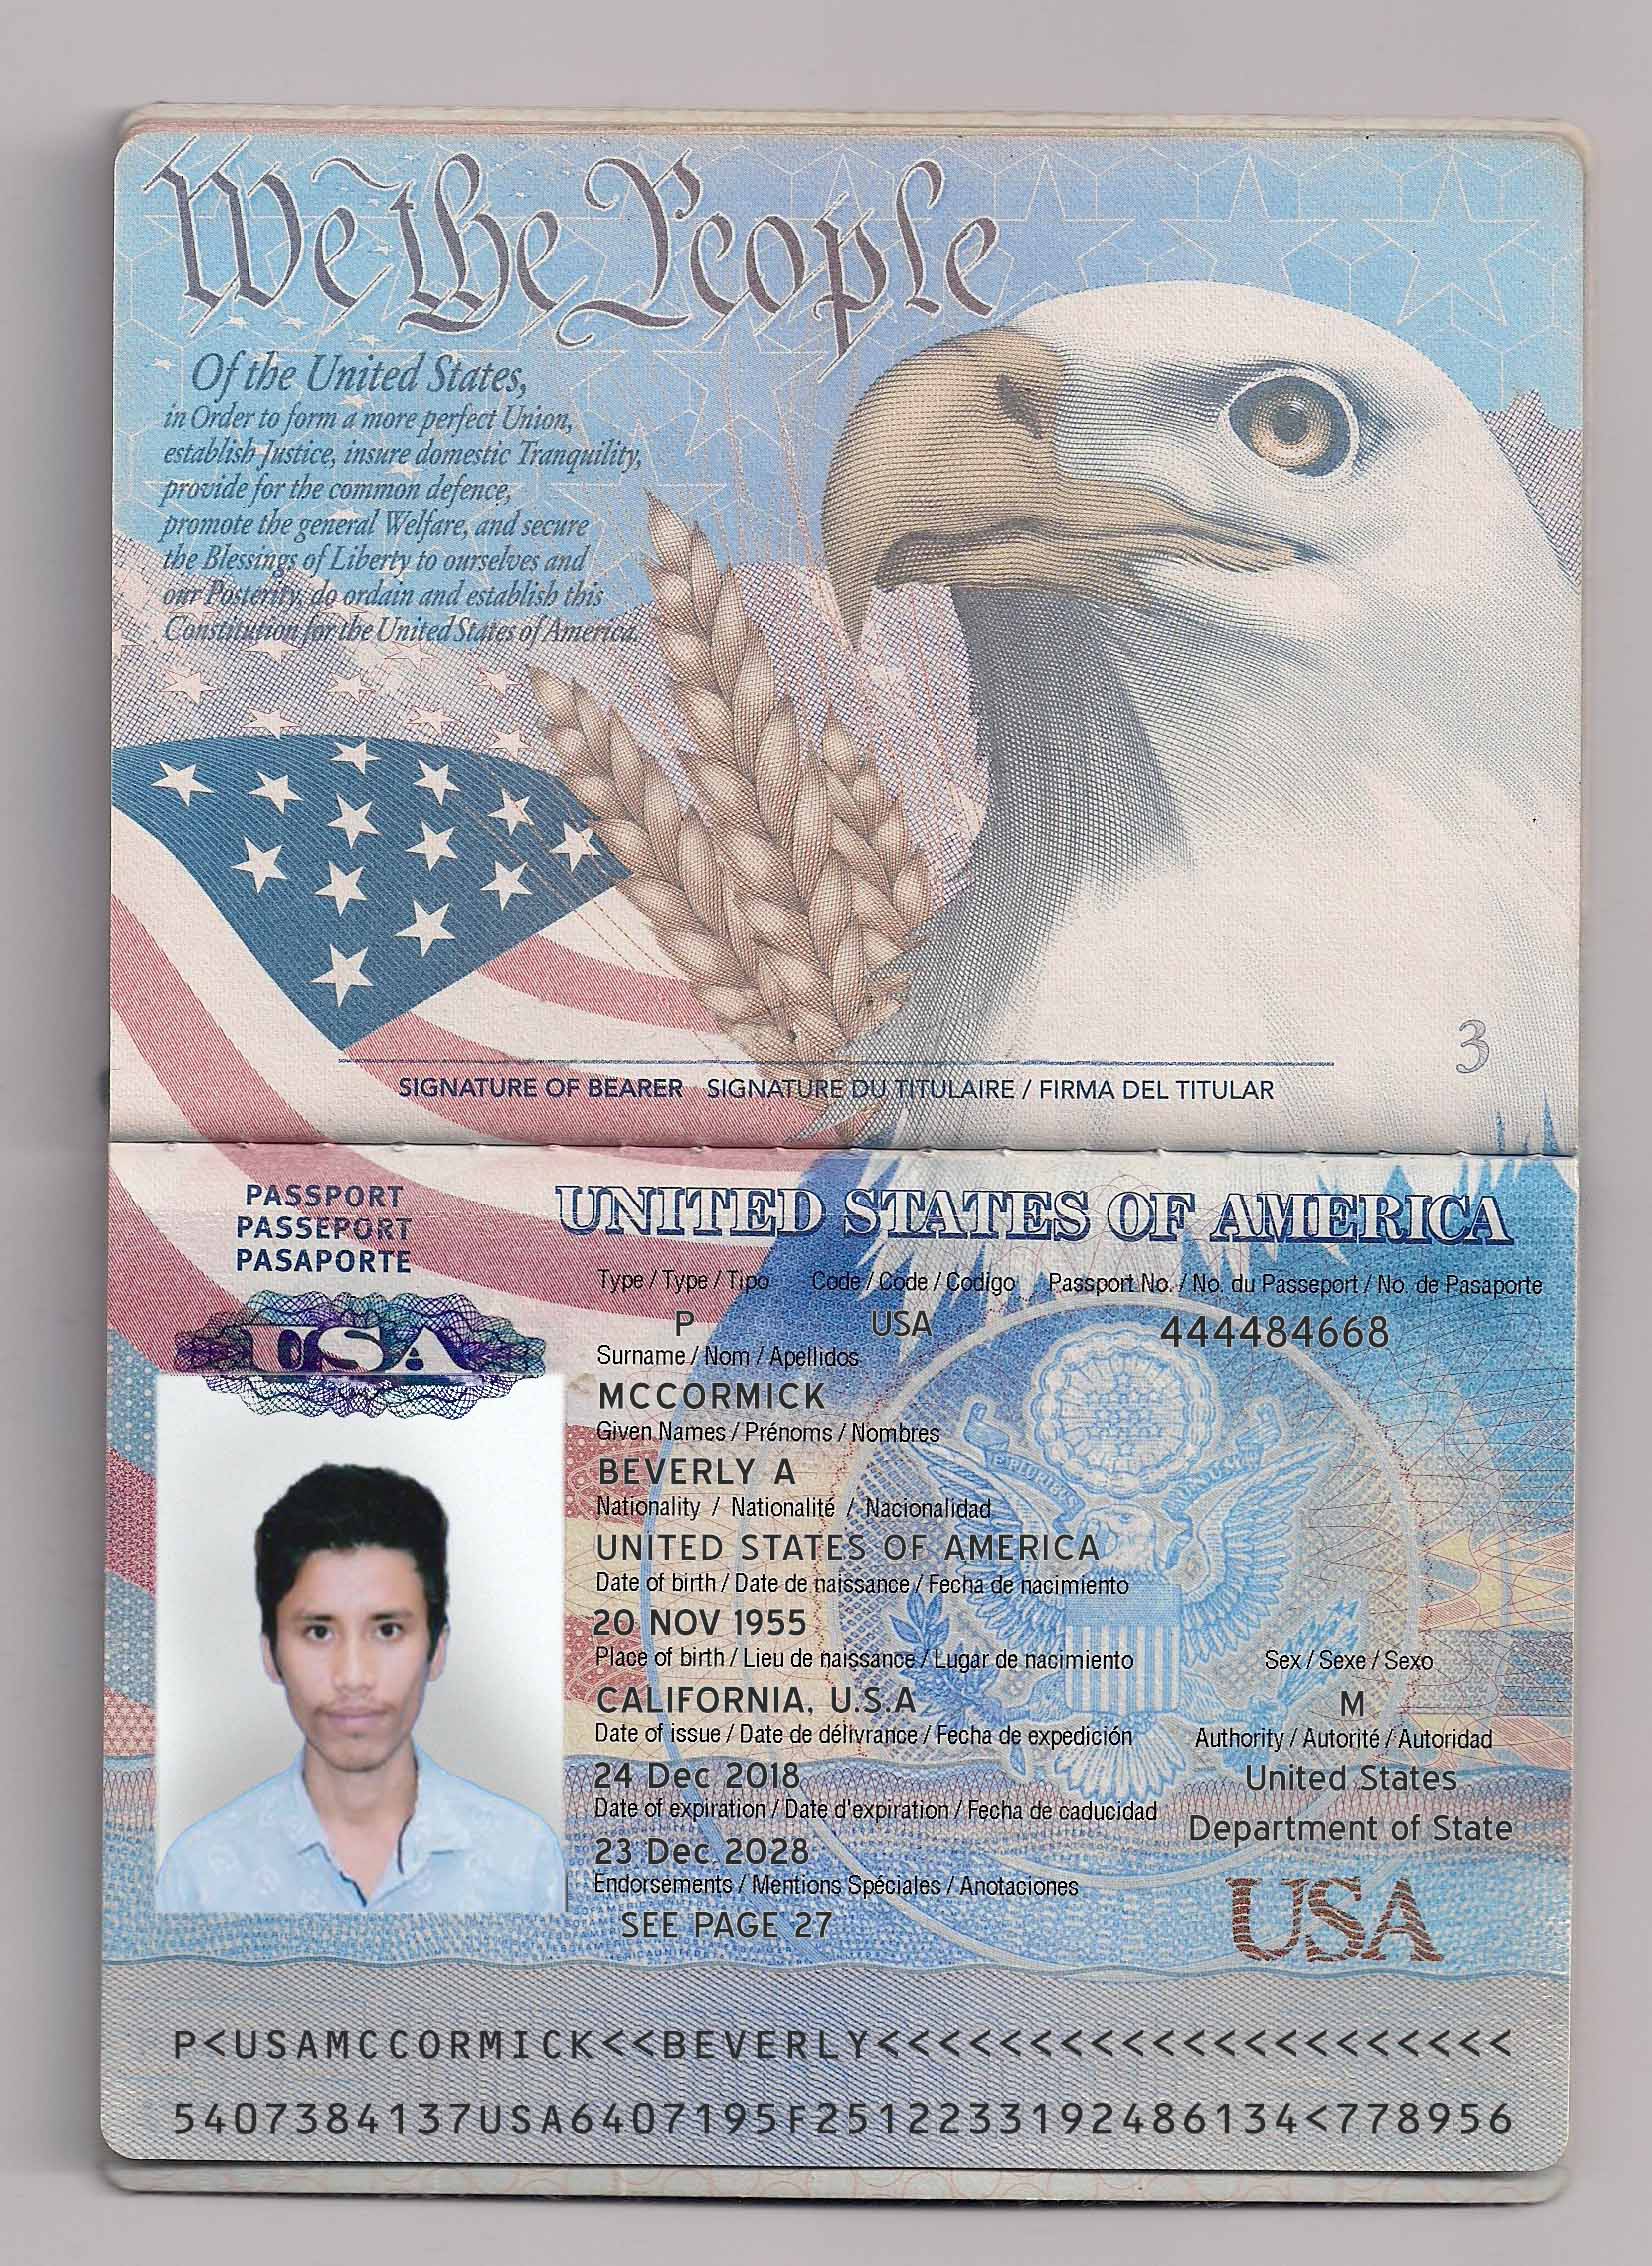 We the People
Of the United States,
in Order to form a more perfect Union,
establish Justice, insure domestic Tranquility,
provide for the common defence,
promote the general Welfare, and secure
the Blessings of Liberty to ourselves and
our Posterity, do ordain and establish this
Constitution for the United States of America.
3
SIGNATURE OF BEARER SIGNATURE DU TITULAIRE / FIRMA DEL TITULAR
PASSPORT
PASSEPORT
PASAPORTE
USA
UNITED STATES OF AMERICA
Type / Type / Tipo Code / Code / Codigo Passport No. / No. du Passeport / No. de Pasaporte
P USA 444484668
Surname / Nom / Apellidos
MCCORMICK
Given Names / Prénoms / Nombres
BEVERLY A
Nationality / Nationalité / Nacionalidad
UNITED STATES OF AMERICA
Date of birth / Date de naissance / Fecha de nacimiento
20 NOV 1955
Place of birth / Lieu de naissance / Lugar de nacimiento Sex / Sexe / Sexo
CALIFORNIA, U.S.A M
Date of issue / Date de délivrance / Fecha de expedición Authority / Autorité / Autoridad
24 Dec 2018 United States
Date of expiration / Date d'expiration / Fecha de caducidad Department of State
23 Dec 2028
Endorsements / Mentions Spéciales / Anotaciones
SEE PAGE 27
USA
P<USAMCCORMICK<<BEVERLY<<<<<<<<<<<<<<<<<<<<<
5407384137USA6407195F2512233192486134<778956